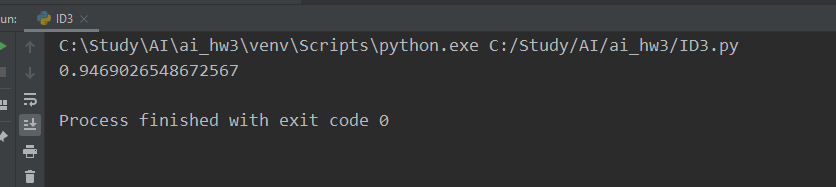 un: ID3 ×
C:\Study\AI\ai_hw3\venv\Scripts\python.exe C:/Study/AI/ai_hw3/ID3.py
0.9469026548672567
Process finished with exit code 0